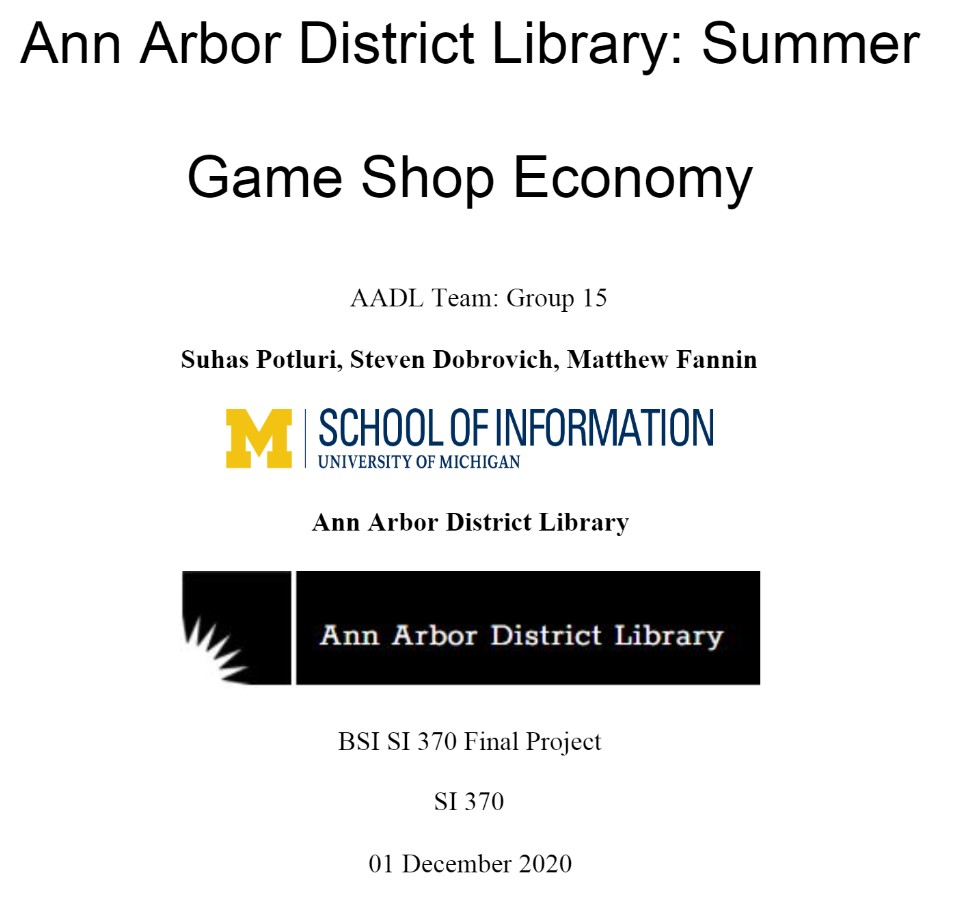 Ann Arbor District Library: Summer
Game Shop Economy
AADL Team: Group 15
Suhas Potluri, Steven Dobrovich, Matthew Fannin
M SCHOOL OF INFORMATION
UNIVERSITY OF MICHIGAN
Ann Arbor District Library
Ann Arbor District Library
BSI SI 370 Final Project
SI 370
01 December 2020